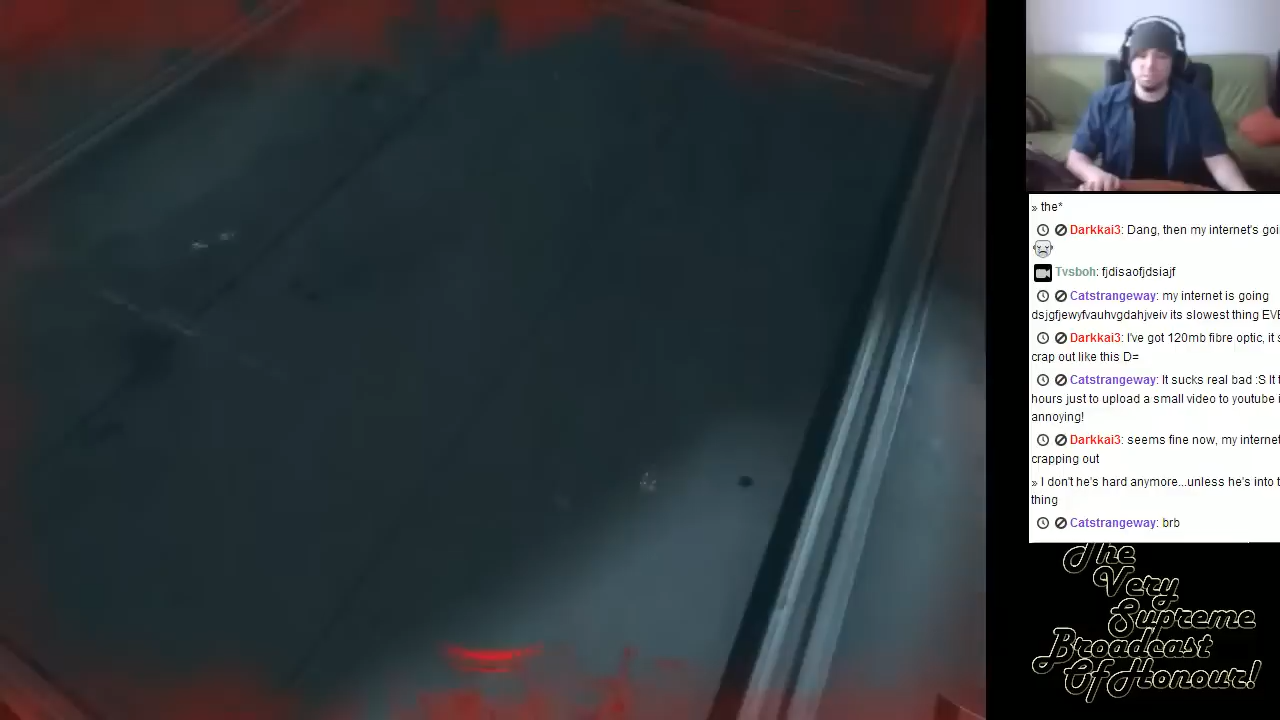 » the*
Darkkai3: Dang, then my internet's goi
Tvsboh: fjdisaofjdsiajf
Catstrangeway: my internet is going
dsjgfjewyfvauhvgdahjveiv its slowest thing EVE
Darkkai3: I've got 120mb fibre optic, it s
crap out like this D=
Catstrangeway: It sucks real bad :S It t
hours just to upload a small video to youtube i
annoying!
Darkkai3: seems fine now, my internet
crapping out
» I don't he's hard anymore...unless he's into t
thing
Catstrangeway: brb
The
Very
Supreme
Broadcast
Of Honour!